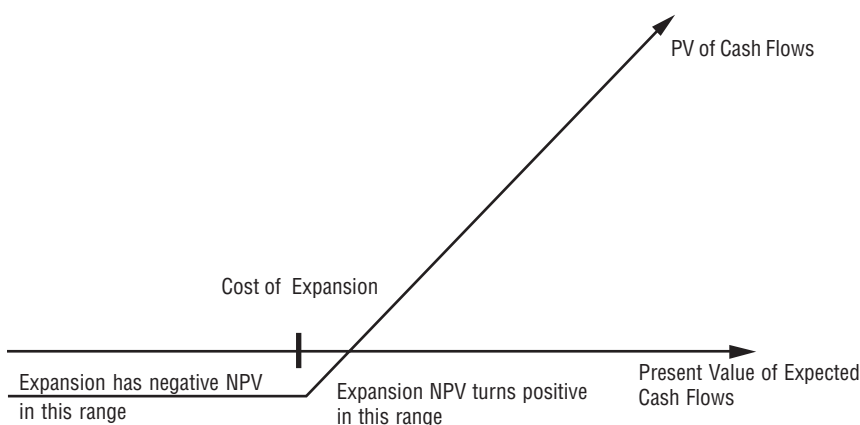 PV of Cash Flows
Cost of Expansion
Expansion has negative NPV
in this range
Expansion NPV turns positive
in this range
Present Value of Expected
Cash Flows